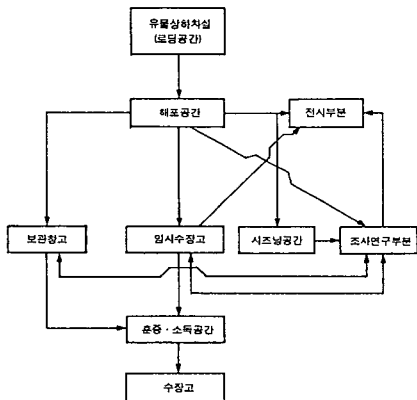 유물상하차실
(로딩공간)
해포공간
전시부분
보관창고
임시수장고
시즈닝공간
조사연구부분
훈증·소독공간
수장고